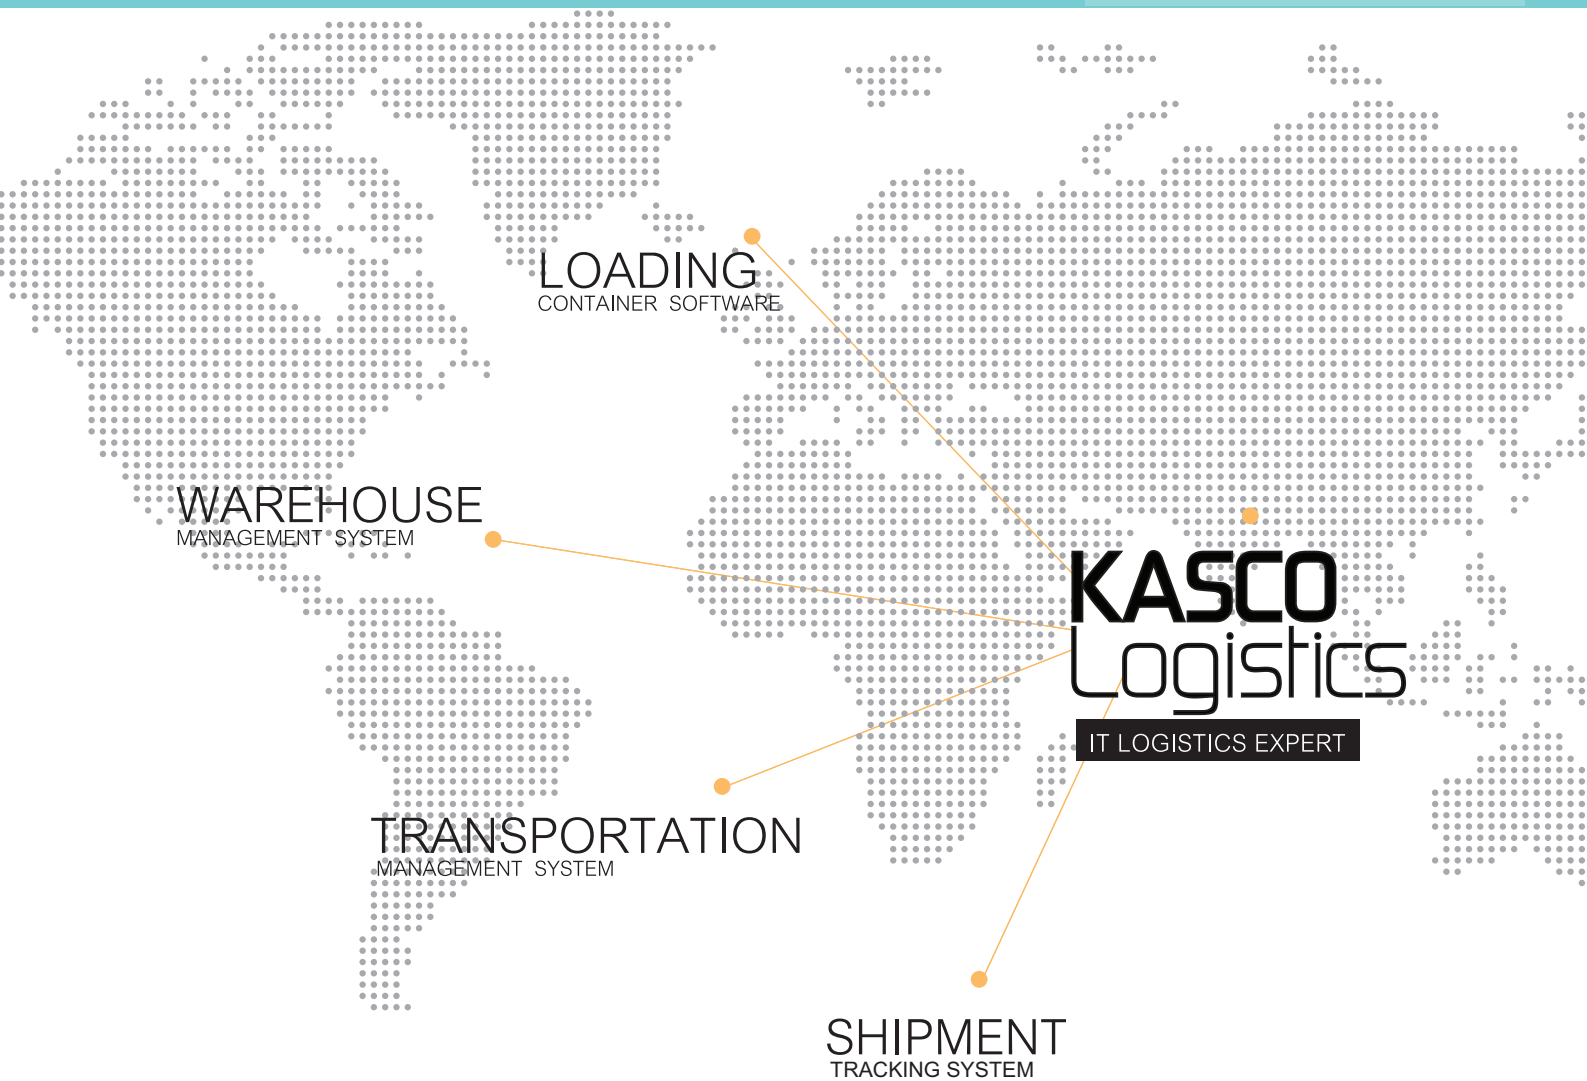 LOADING
CONTAINER SOFTWARE
WAREHOUSE
MANAGEMENT SYSTEM
KASCO
Logistics
IT LOGISTICS EXPERT
TRANSPORTATION
MANAGEMENT SYSTEM
SHIPMENT
TRACKING SYSTEM